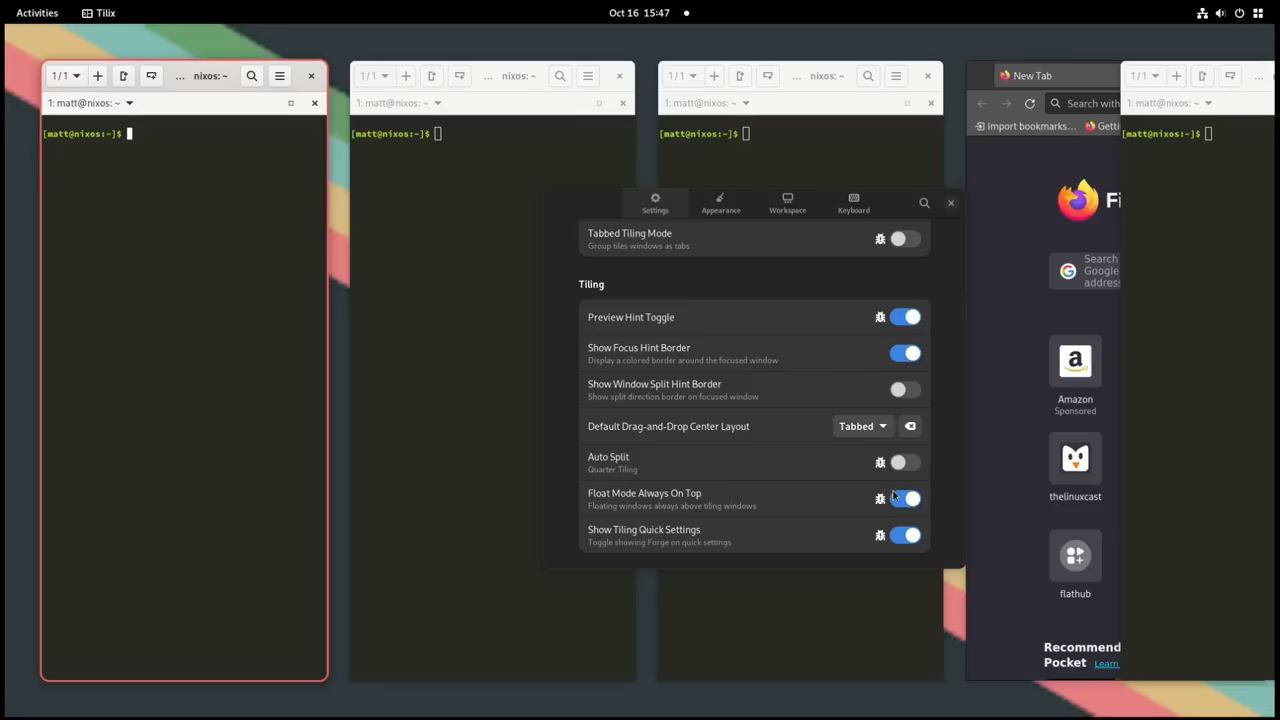 Activities
Tilix
Oct 16 15:47
1/1
... nixos: ~
1/1
... nixos: ~
1/1
... nixos: ~
New Tab
1/1
...
1: matt@nixos: ~
1: matt@nixos: ~
1: matt@nixos: ~
Search with
1: matt@nixos: ~
Import bookmarks...
Getti
[matt@nixos:~]$
[matt@nixos:~]$
[matt@nixos:~]$
[matt@nixos:~]$
Settings
Appearance
Workspace
Keyboard
Fi
Tabbed Tiling Mode
Group tiles windows as tabs
Search
Google
address
Tiling
Preview Hint Toggle
Show Focus Hint Border
Display a colored border around the focused window
Show Window Split Hint Border
Show split direction border on focused window
Default Drag-and-Drop Center Layout
Tabbed
Auto Split
Quarter Tiling
Float Mode Always On Top
Floating windows always above tiling windows
Show Tiling Quick Settings
Toggle showing Forge on quick settings
a
Amazon
Sponsored
thelinuxcast
flathub
Recommend
Pocket Learn